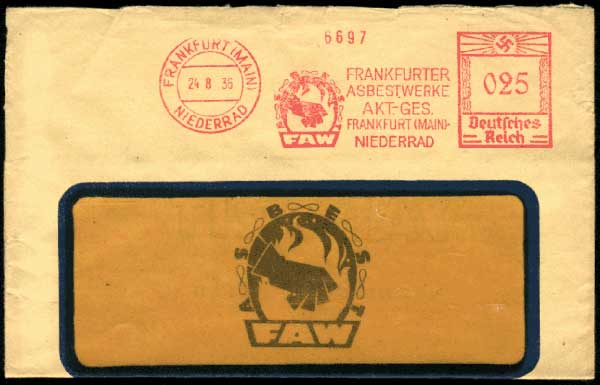 6697
FRANKFURT (MAIN)
24 8 36
NIEDERRAD
ASBEST
FAW
FRANKFURTER
ASBESTWERKE
AKT-GES.
FRANKFURT (MAIN)-
NIEDERRAD
025
Deutsches
Reich
ASBEST
FAW